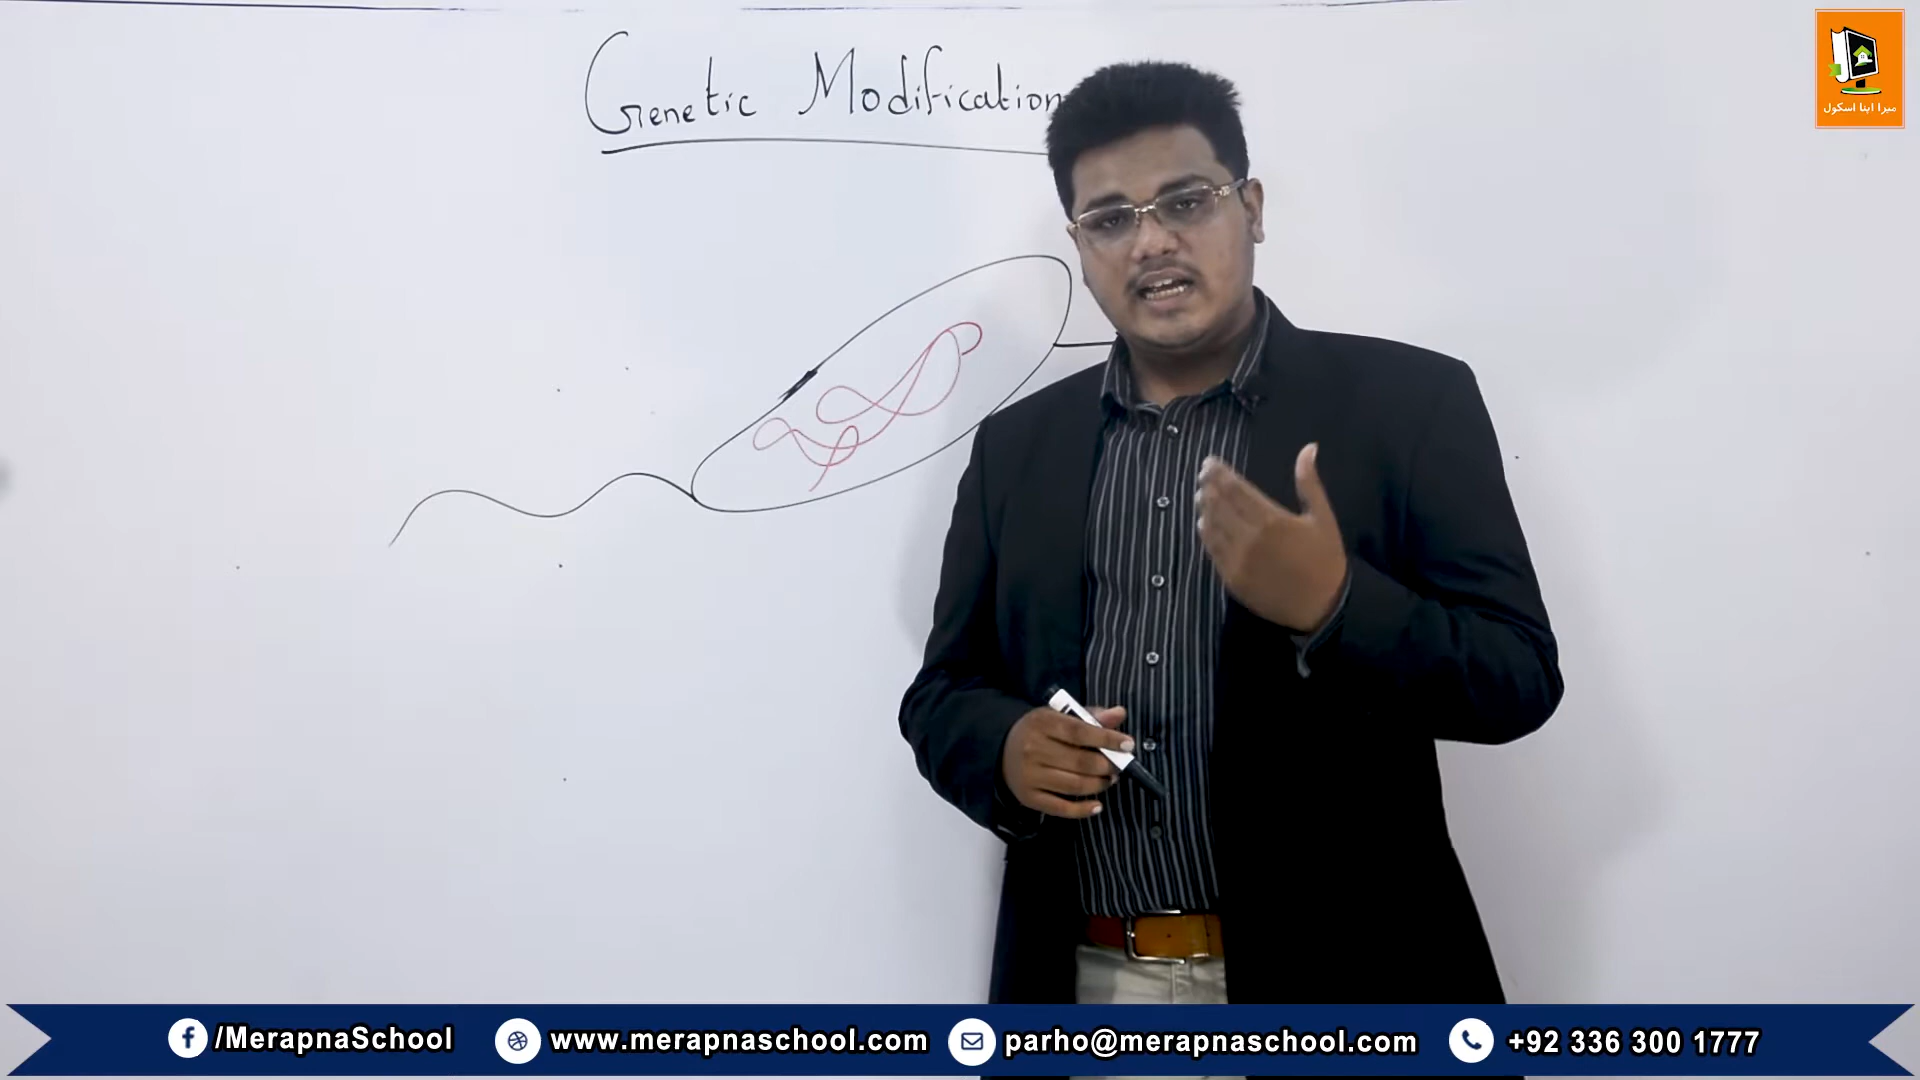 Genetic Modification
میرا اپنا اسکول
/MerapnaSchool
www.merapnaschool.com
parho@merapnaschool.com
+92 336 300 1777